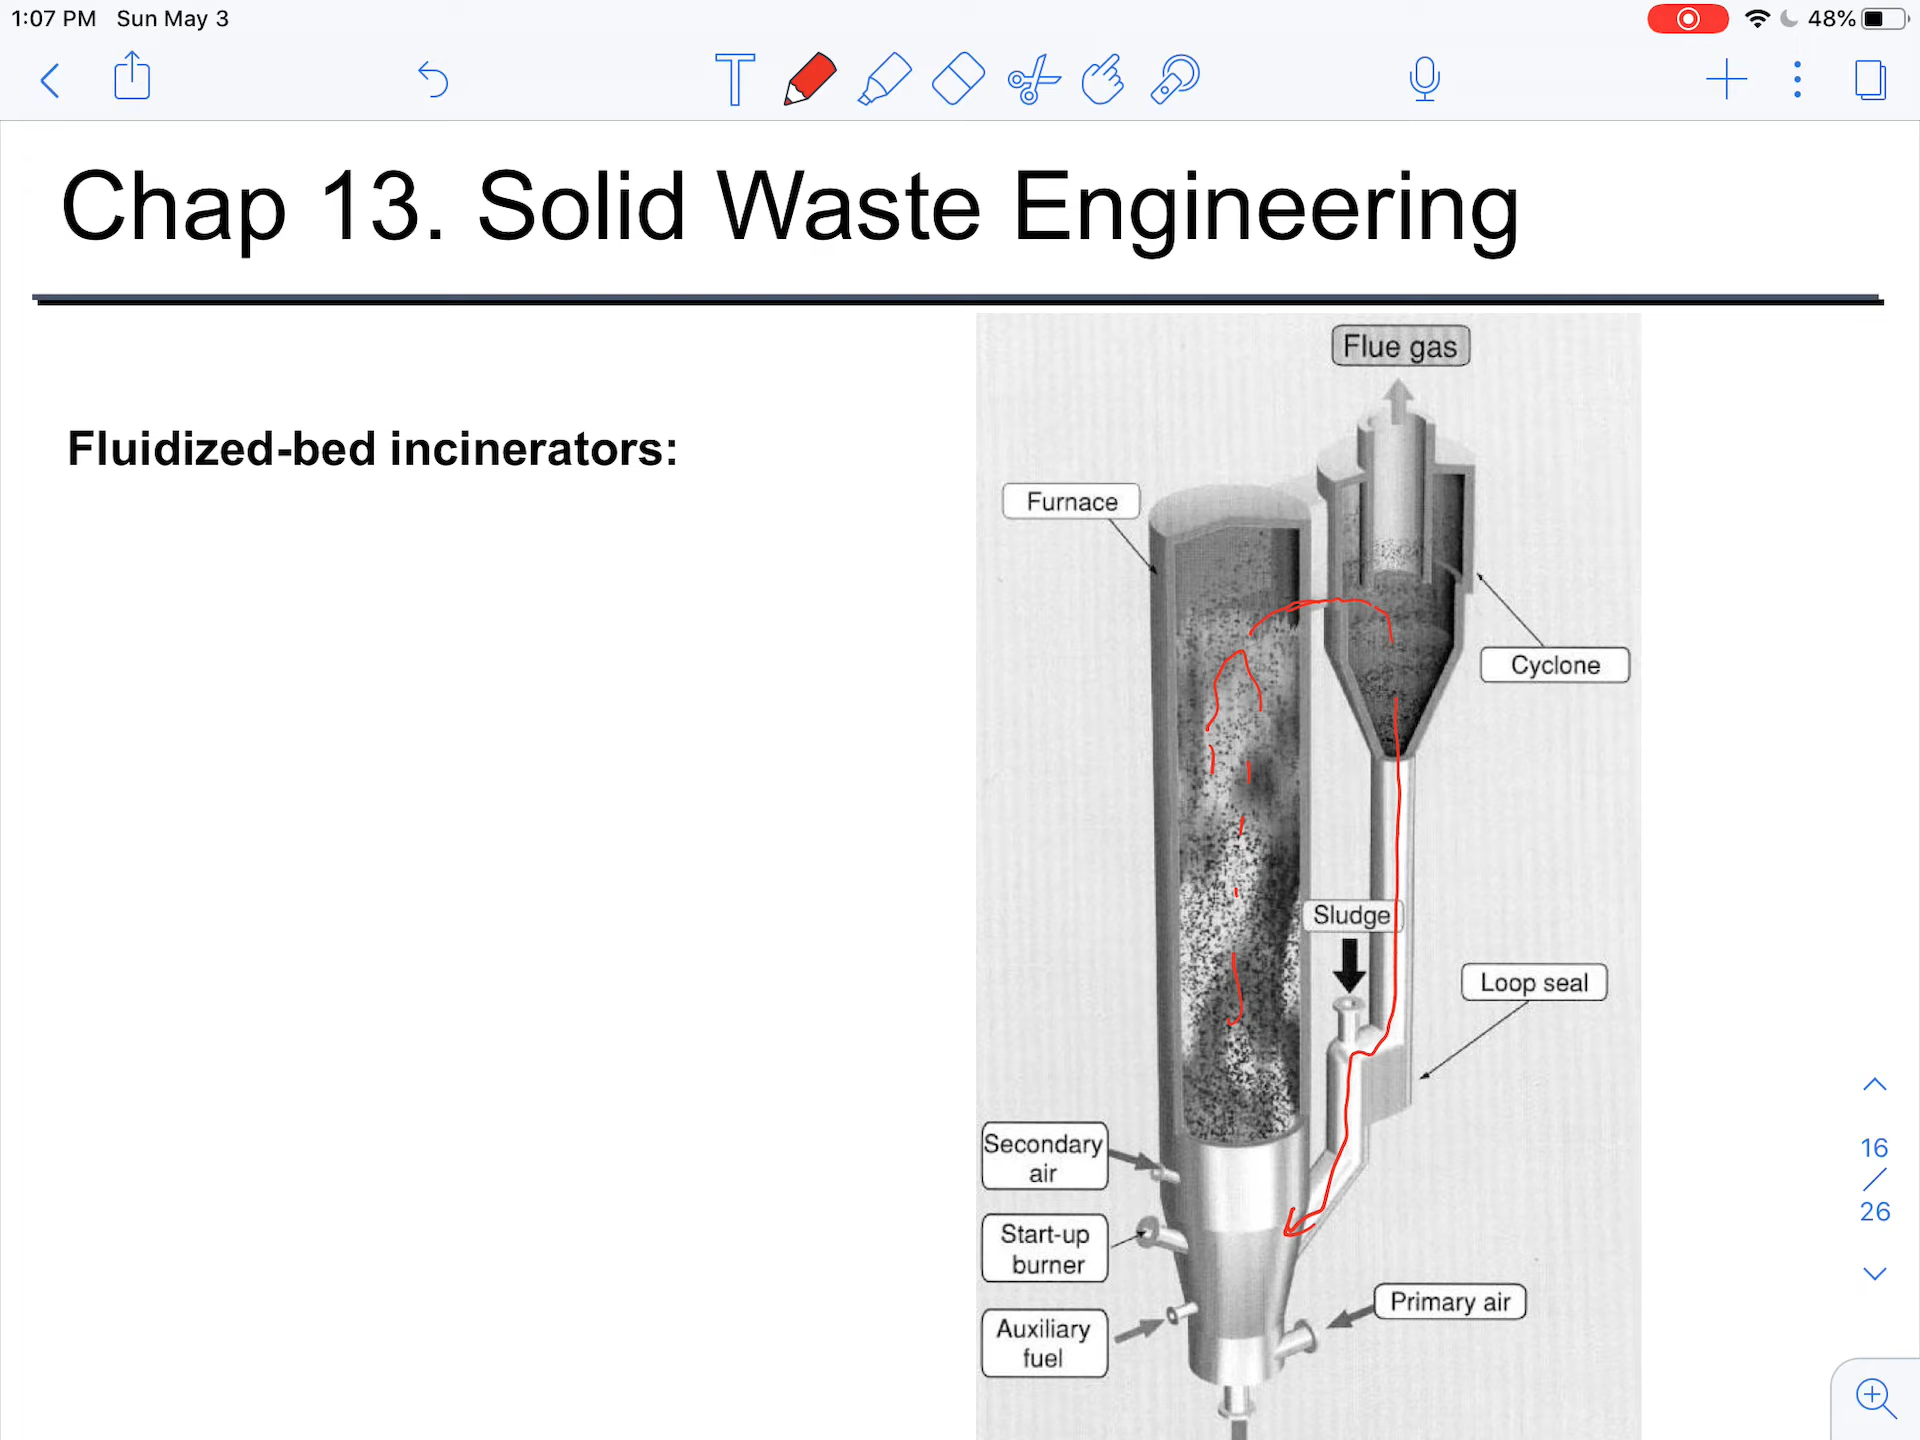 1:07 PM Sun May 3
48%
Chap 13. Solid Waste Engineering
Fluidized-bed incinerators:
Flue gas
Furnace
Cyclone
Sludge
Loop seal
Secondary
air
Start-up
burner
Primary air
Auxiliary
fuel
16
/
26